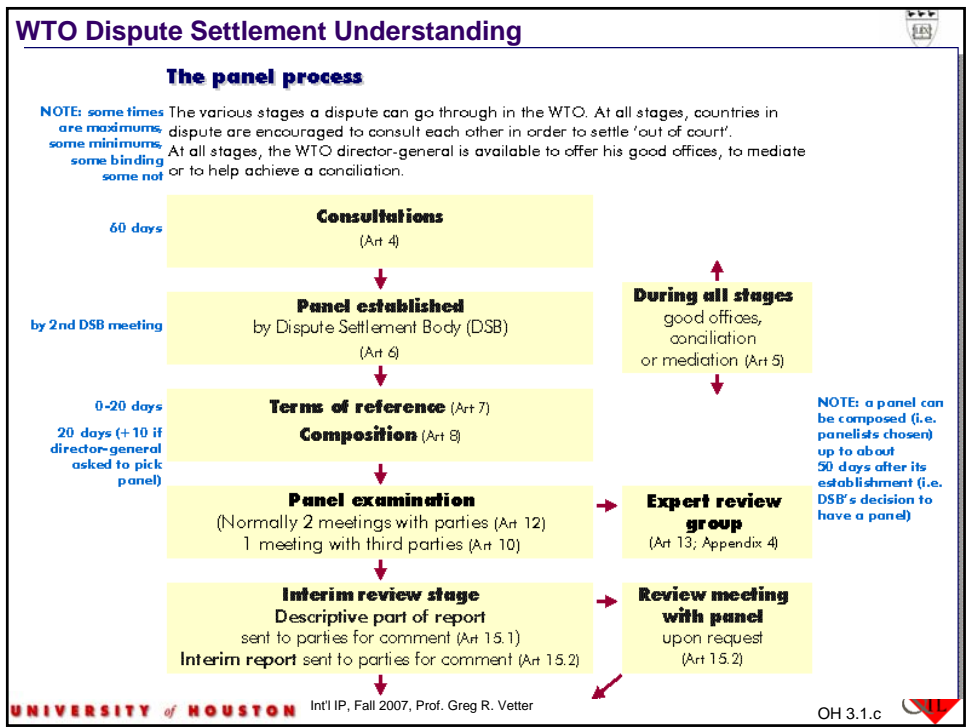 WTO Dispute Settlement Understanding
The panel process
NOTE: some times
are maximums,
some minimums,
some binding
some not
The various stages a dispute can go through in the WTO. At all stages, countries in
dispute are encouraged to consult each other in order to settle 'out of court'.
At all stages, the WTO director-general is available to offer his good offices, to mediate
or to help achieve a conciliation.
60 days
Consultations
(Art 4)
by 2nd DSB meeting
Panel established
by Dispute Settlement Body (DSB)
(Art 6)
During all stages
good offices,
conciliation
or mediation (Art 5)
0-20 days
20 days (+10 if
director-general
asked to pick
panel)
Terms of reference (Art 7)
Composition (Art 8)
NOTE: a panel can
be composed (i.e.
panelists chosen)
up to about
50 days after its
establishment (i.e.
DSB's decision to
have a panel)
Panel examination
(Normally 2 meetings with parties (Art 12)
1 meeting with third parties (Art 10)
Expert review
group
(Art 13; Appendix 4)
Interim review stage
Descriptive part of report
sent to parties for comment (Art 15.1)
Interim report sent to parties for comment (Art 15.2)
Review meeting
with panel
upon request
(Art 15.2)
UNIVERSITY of HOUSTON
Int'l IP, Fall 2007, Prof. Greg R. Vetter
OH 3.1.c